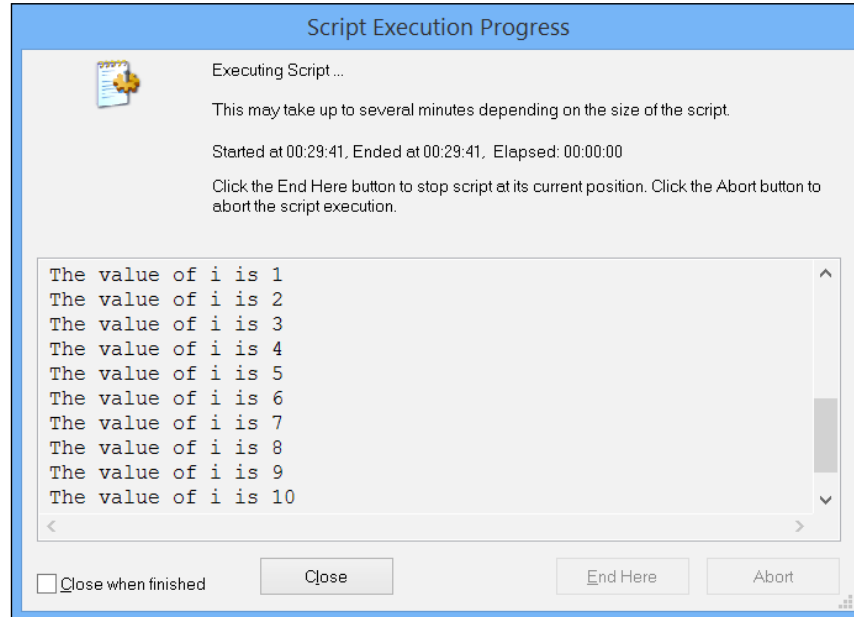 Script Execution Progress
Executing Script ...
This may take up to several minutes depending on the size of the script.
Started at 00:29:41, Ended at 00:29:41, Elapsed: 00:00:00
Click the End Here button to stop script at its current position. Click the Abort button to
abort the script execution.
The value of i is 1
The value of i is 2
The value of i is 3
The value of i is 4
The value of i is 5
The value of i is 6
The value of i is 7
The value of i is 8
The value of i is 9
The value of i is 10
Close when finished
Close
End Here
Abort